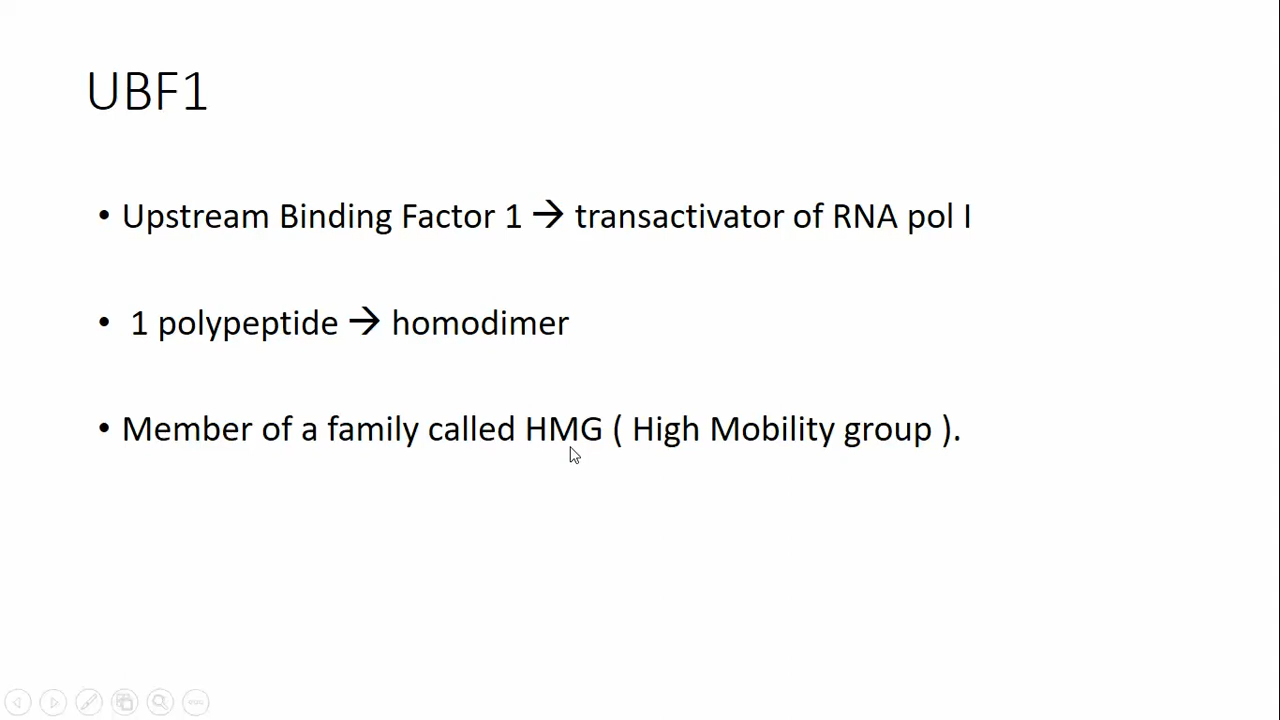 UBF1
• Upstream Binding Factor 1 → transactivator of RNA pol I
• 1 polypeptide → homodimer
• Member of a family called HMG ( High Mobility group ).